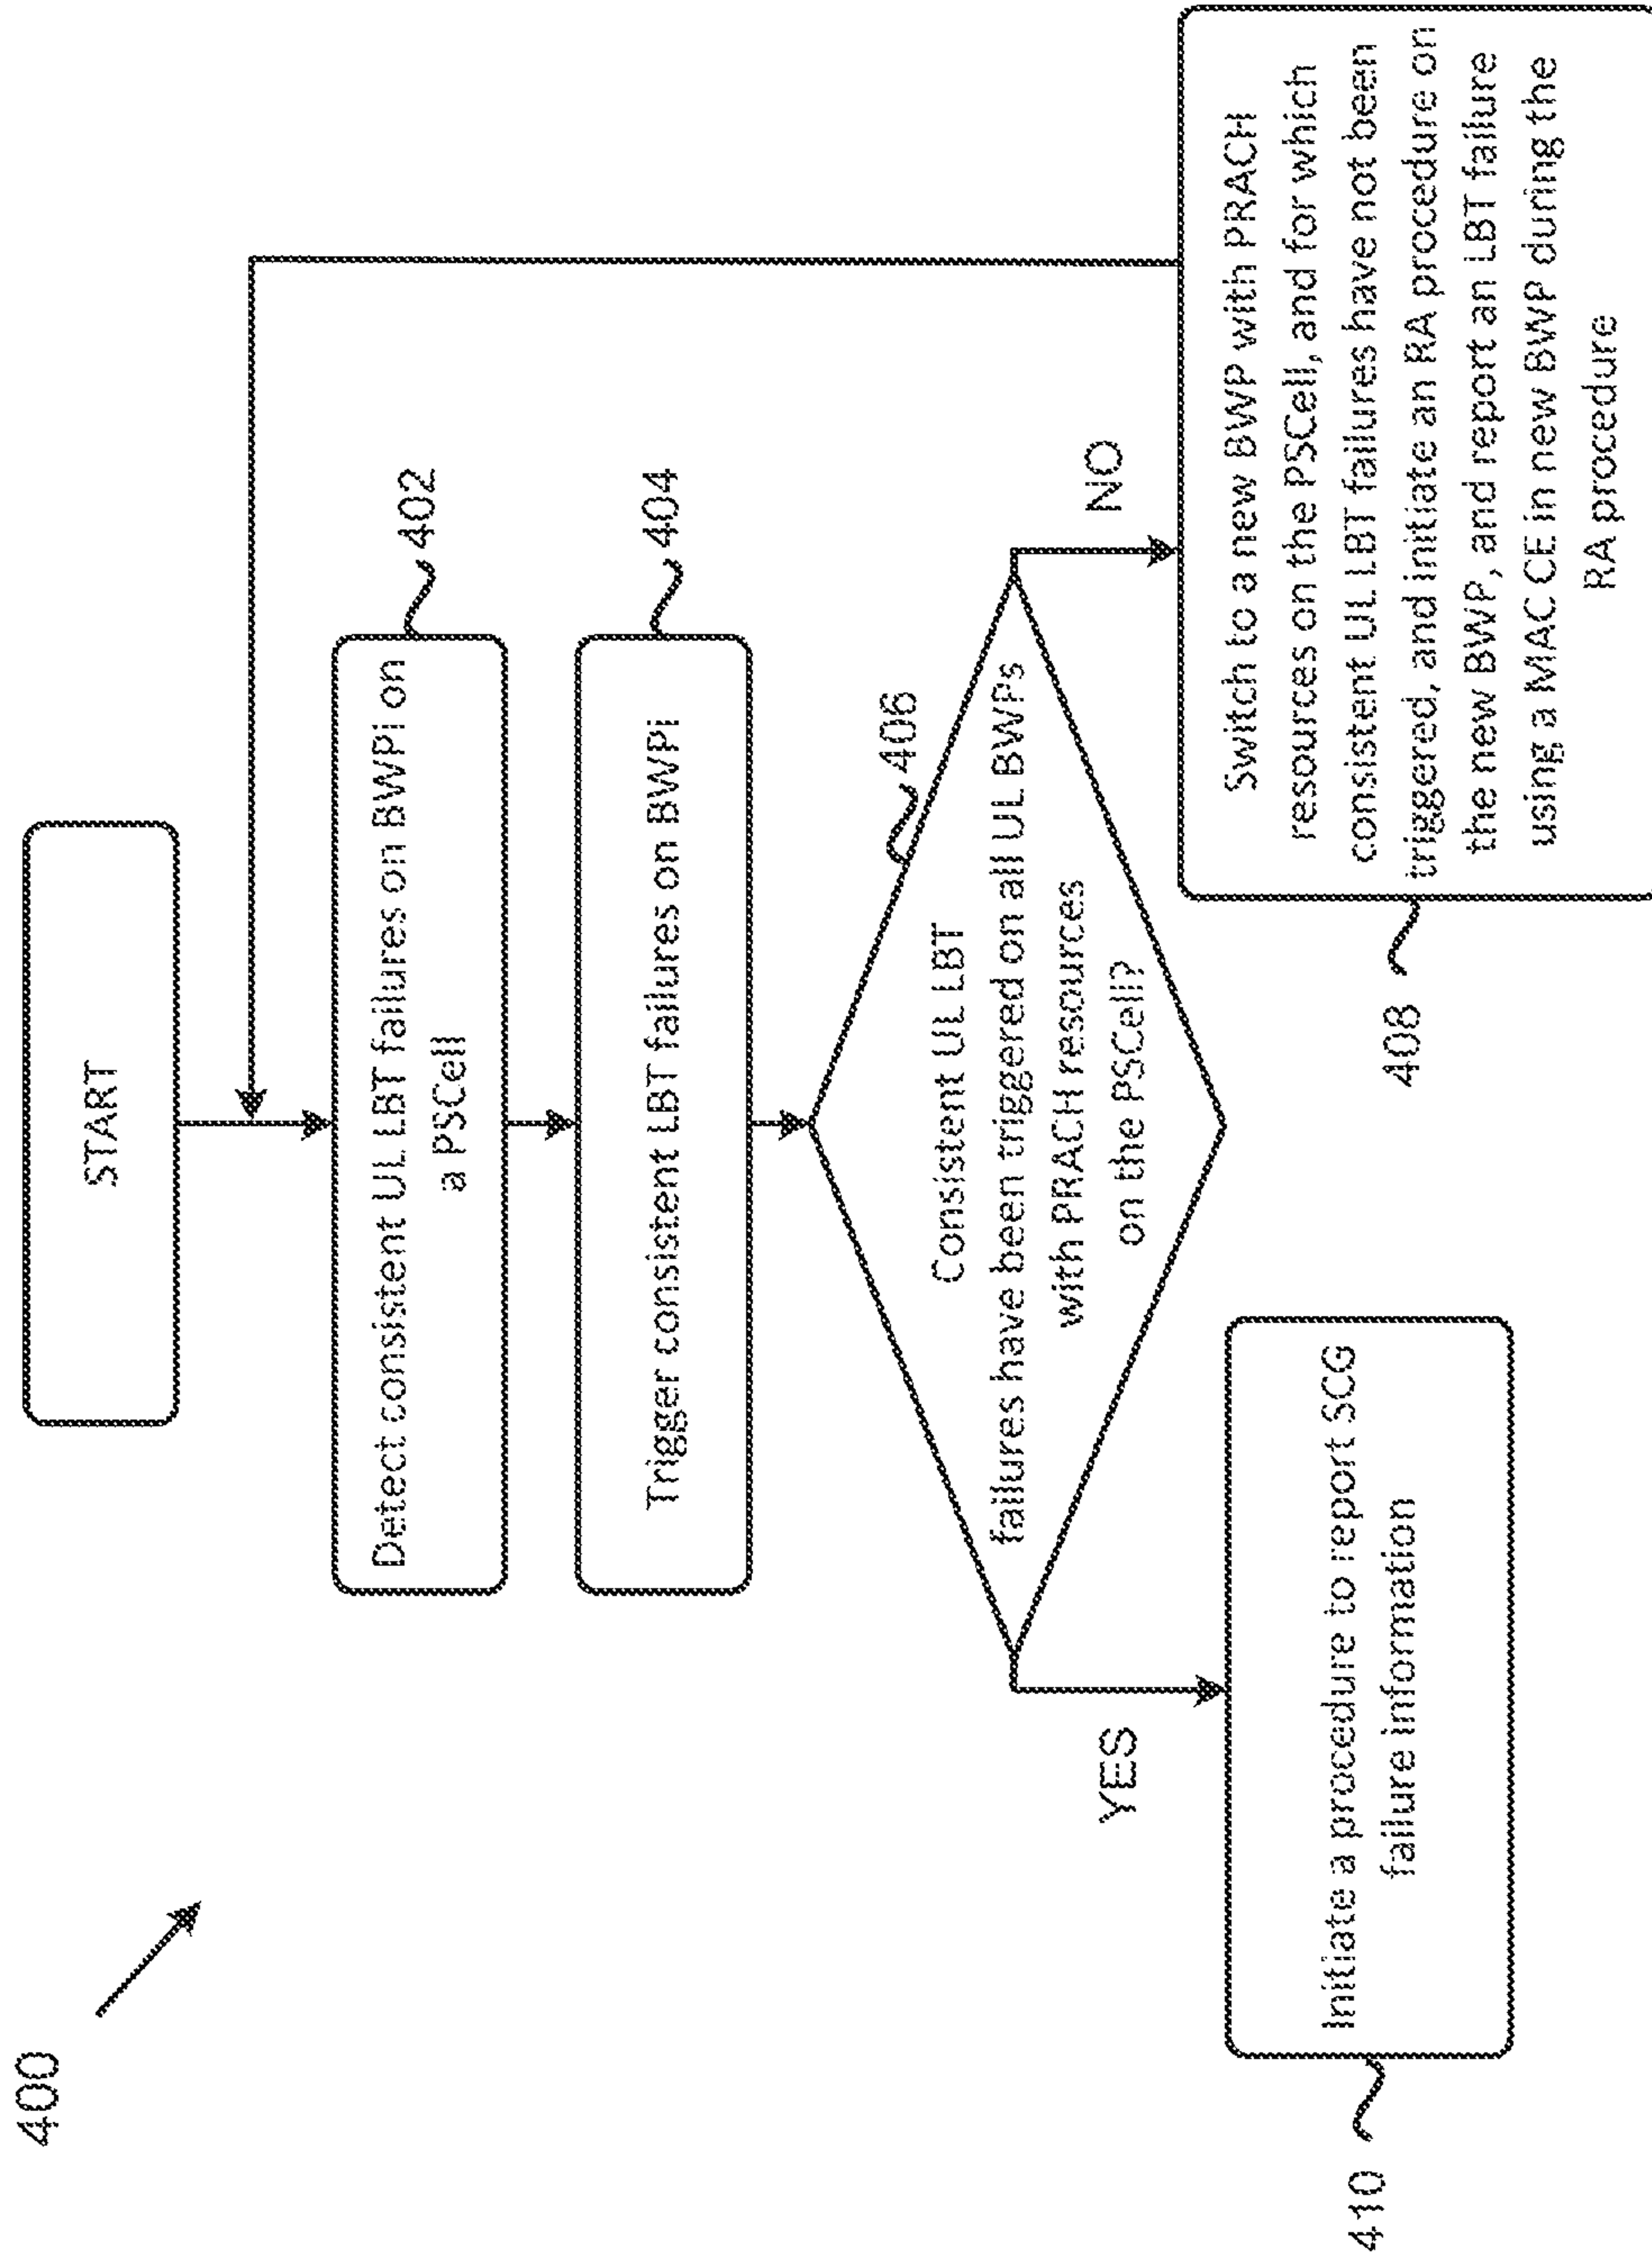 400
START
Detect consistent UL LBT failures on BWPi on
a PSCell
402
Trigger consistent LBT failures on BWPi
404
Consistent UL LBT
failures have been triggered on all UL BWPs
with PRACH resources
on the PSCell?
406
YES
NO
Initiate a procedure to report SCG
failure information
410
Switch to a new BWP with PRACH
resources on the PSCell, and for which
consistent UL LBT failures have not been
triggered, and initiate an RA procedure on
the new BWP, and report an LBT failure
using a MAC CE in new BWP during the
RA procedure
408